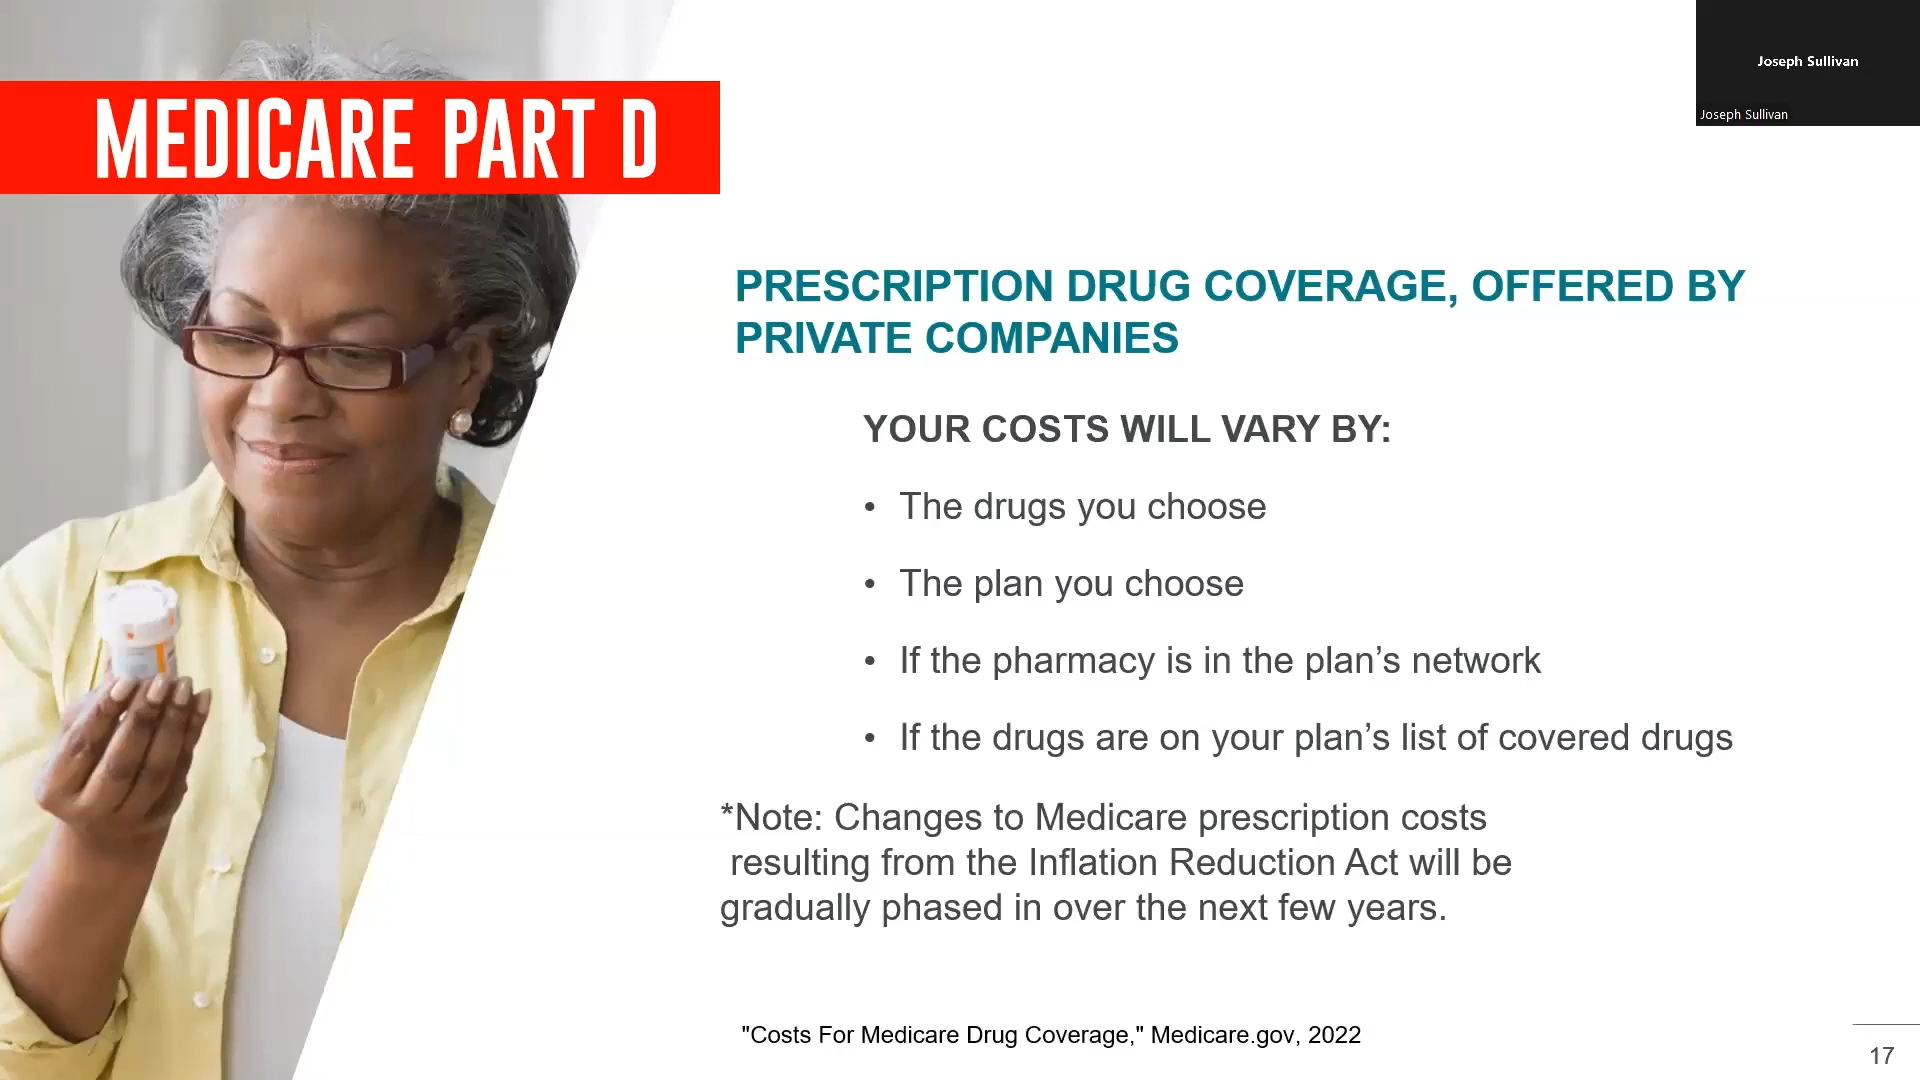 MEDICARE PART D
Joseph Sullivan
Joseph Sullivan
PRESCRIPTION DRUG COVERAGE, OFFERED BY
PRIVATE COMPANIES
YOUR COSTS WILL VARY BY:
• The drugs you choose
• The plan you choose
• If the pharmacy is in the plan’s network
• If the drugs are on your plan’s list of covered drugs
*Note: Changes to Medicare prescription costs
resulting from the Inflation Reduction Act will be
gradually phased in over the next few years.
"Costs For Medicare Drug Coverage," Medicare.gov, 2022
17